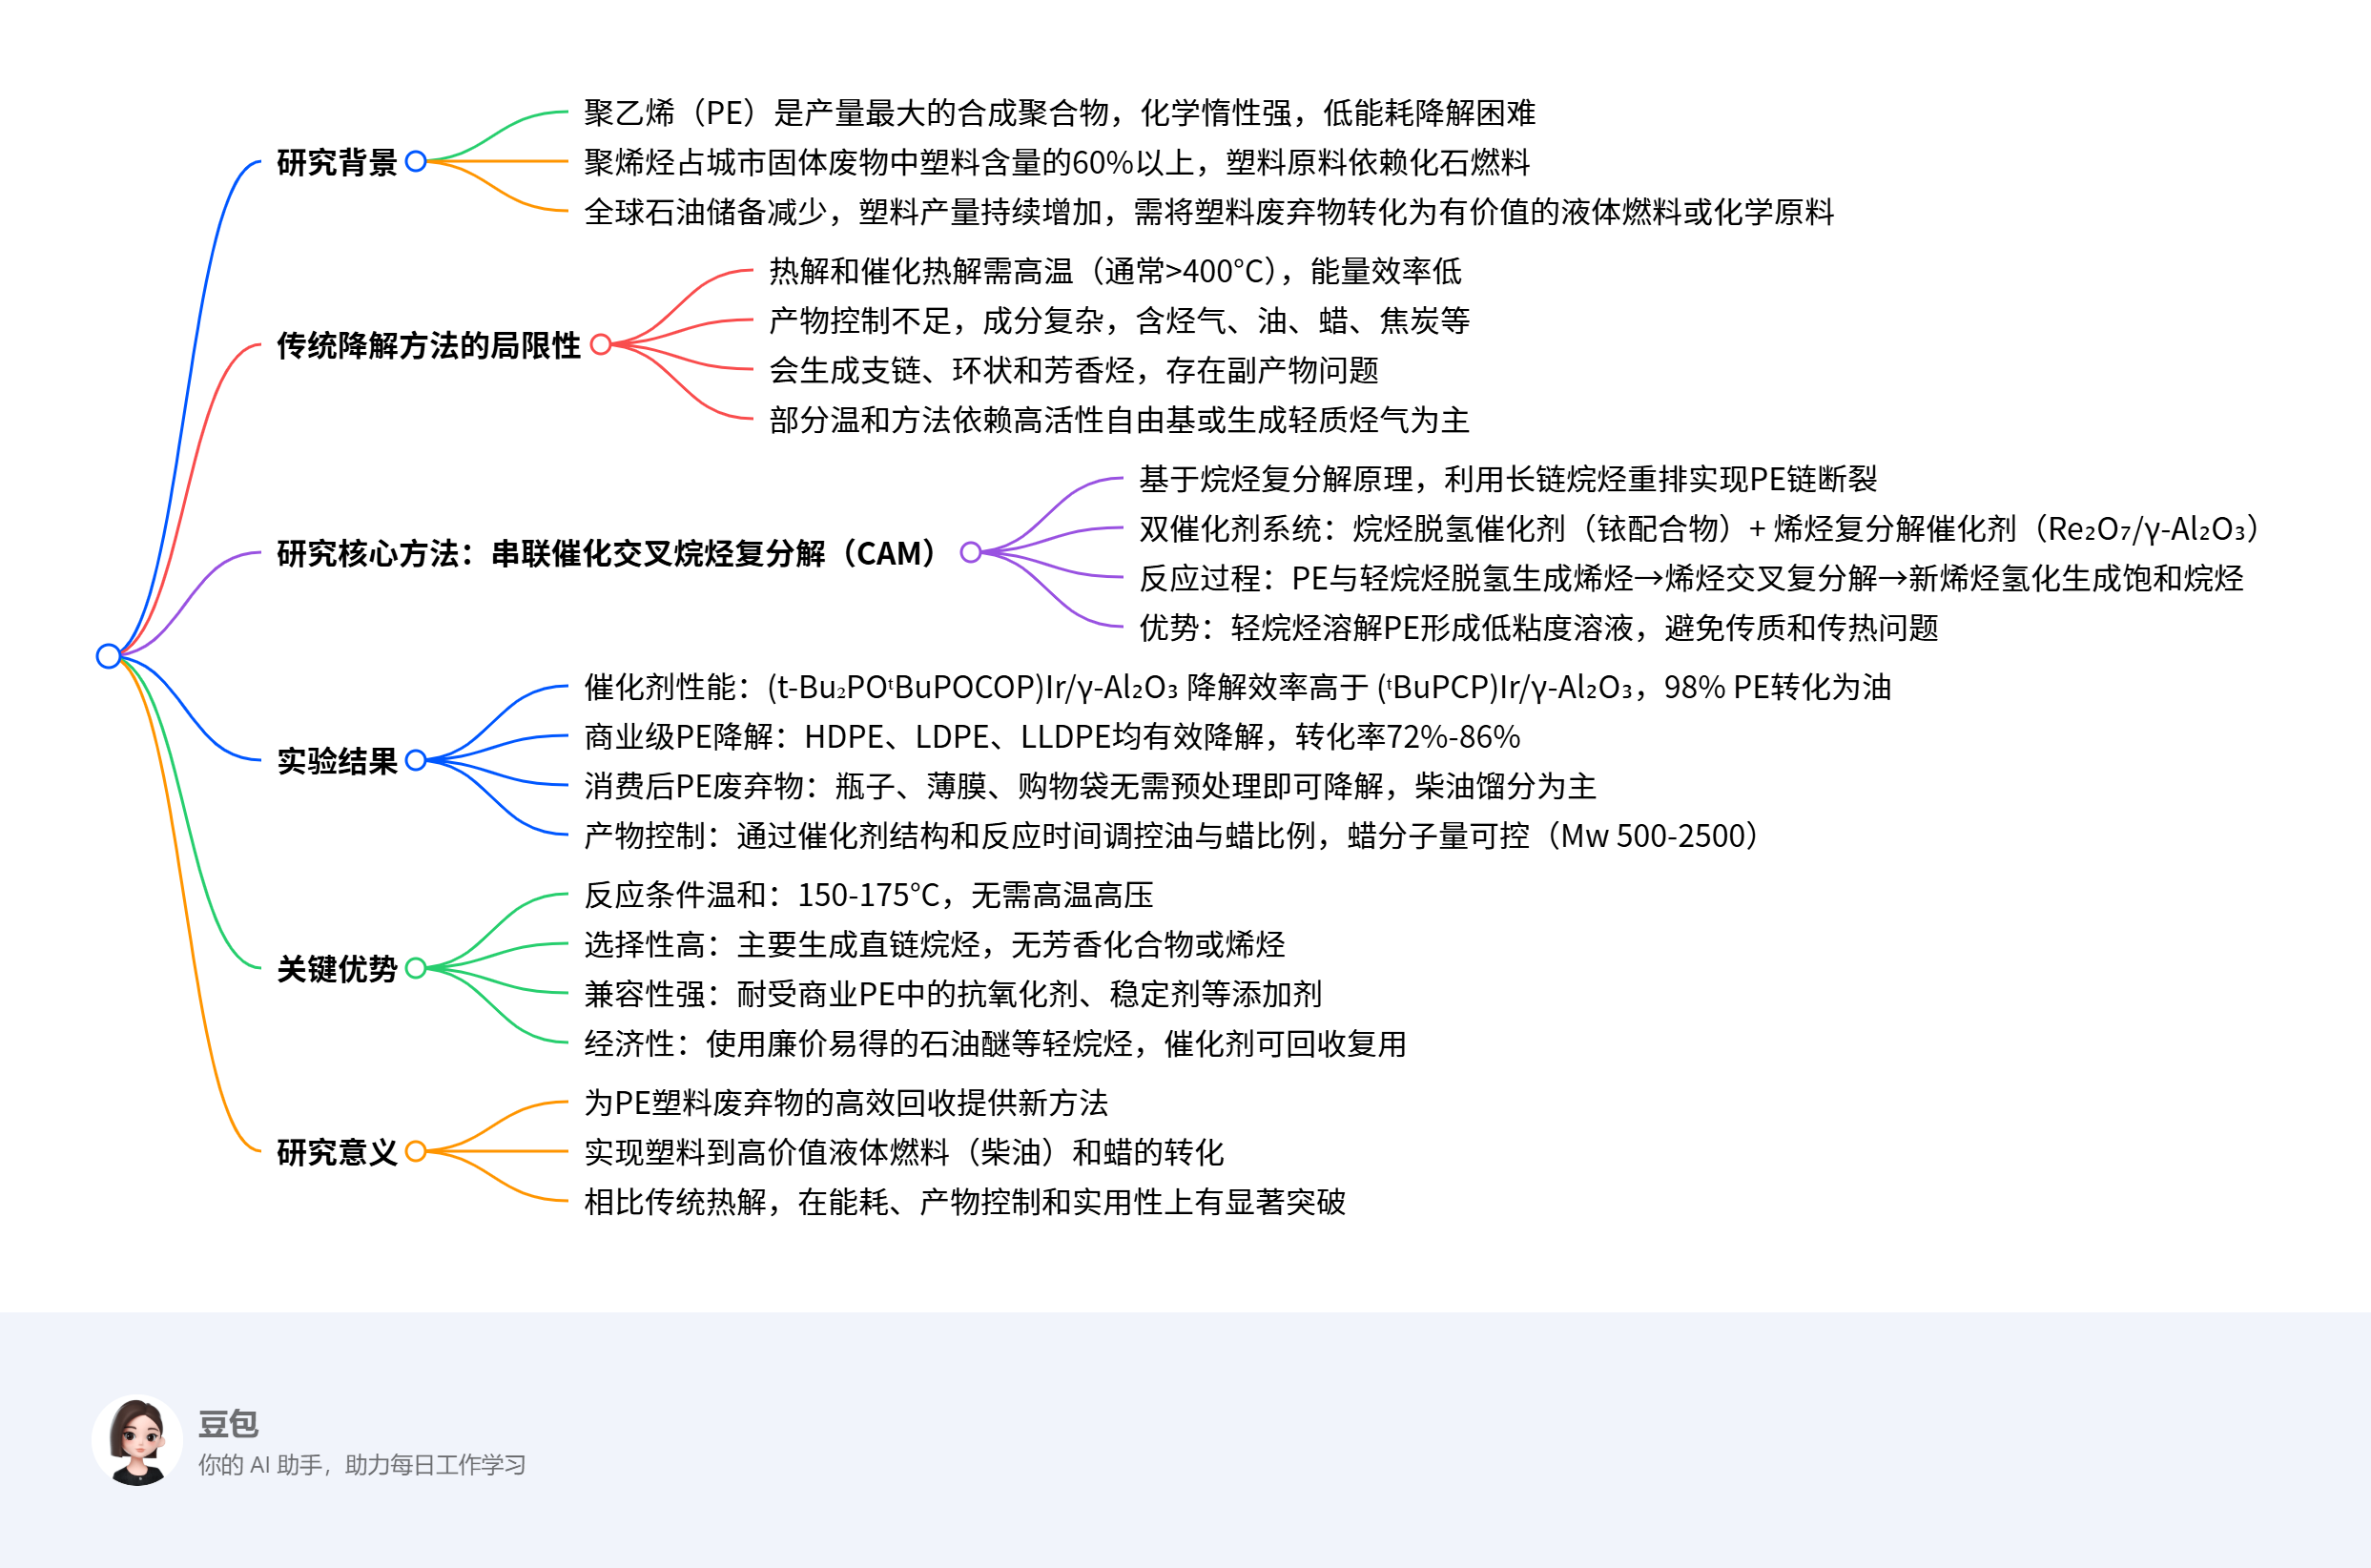 研究背景
聚乙烯（PE）是产量最大的合成聚合物，化学惰性强，低能耗降解困难
聚烯烃占城市固体废物中塑料含量的60%以上，塑料原料依赖化石燃料
全球石油储备减少，塑料产量持续增加，需将塑料废弃物转化为有价值的液体燃料或化学原料
传统降解方法的局限性
热解和催化热解需高温（通常>400°C），能量效率低
产物控制不足，成分复杂，含烃气、油、蜡、焦炭等
会生成支链、环状和芳香烃，存在副产物问题
部分温和方法依赖高活性自由基或生成轻质烃气为主
研究核心方法：串联催化交叉烷烃复分解（CAM）
基于烷烃复分解原理，利用长链烷烃重排实现PE链断裂
双催化剂系统：烷烃脱氢催化剂（铱配合物）+ 烯烃复分解催化剂（Re₂O₇/γ-Al₂O₃）
反应过程：PE与轻烷烃脱氢生成烯烃→烯烃交叉复分解→新烯烃氢化生成饱和烷烃
优势：轻烷烃溶解PE形成低粘度溶液，避免传质和传热问题
实验结果
催化剂性能：(t-Bu₂POᵗBuPOCOP)Ir/γ-Al₂O₃ 降解效率高于 (ᵗBuPCP)Ir/γ-Al₂O₃，98% PE转化为油
商业级PE降解：HDPE、LDPE、LLDPE均有效降解，转化率72%-86%
消费后PE废弃物：瓶子、薄膜、购物袋无需预处理即可降解，柴油馏分为主
产物控制：通过催化剂结构和反应时间调控油与蜡比例，蜡分子量可控（Mw 500-2500）
关键优势
反应条件温和：150-175°C，无需高温高压
选择性高：主要生成直链烷烃，无芳香化合物或烯烃
兼容性强：耐受商业PE中的抗氧化剂、稳定剂等添加剂
经济性：使用廉价易得的石油醚等轻烷烃，催化剂可回收复用
研究意义
为PE塑料废弃物的高效回收提供新方法
实现塑料到高价值液体燃料（柴油）和蜡的转化
相比传统热解，在能耗、产物控制和实用性上有显著突破
豆包
你的 AI 助手，助力每日工作学习